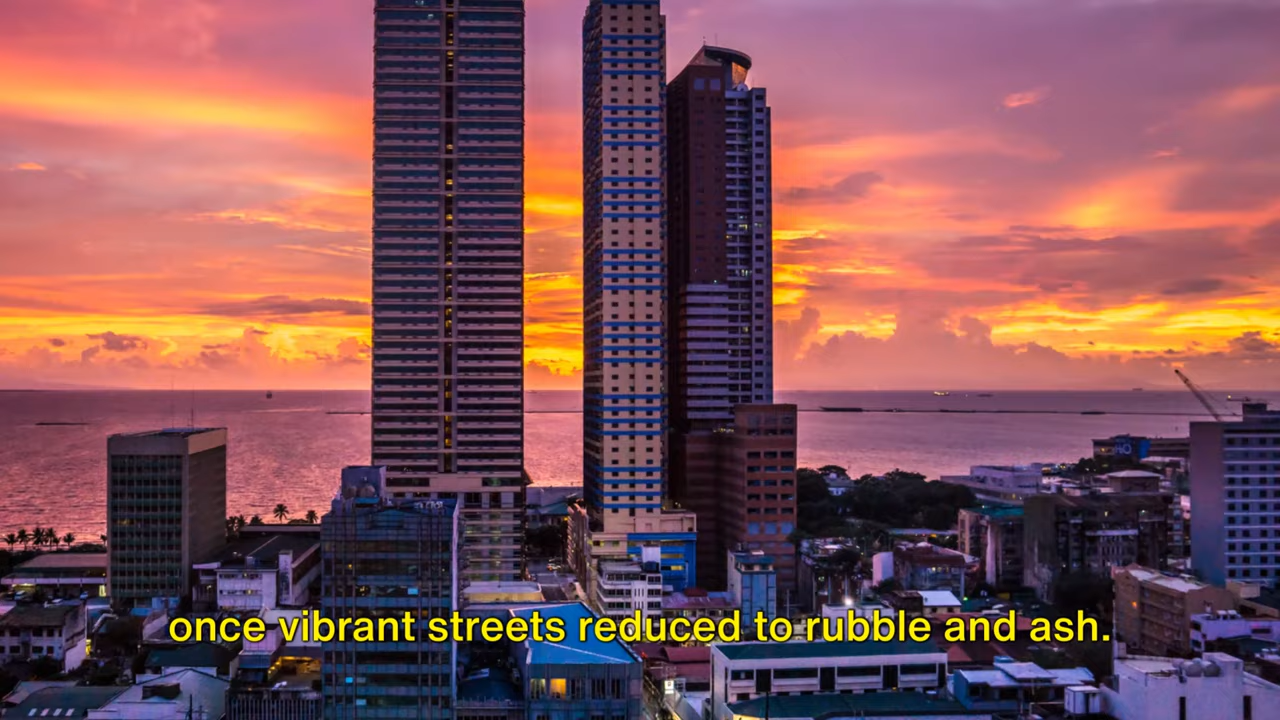 once vibrant streets reduced to rubble and ash.